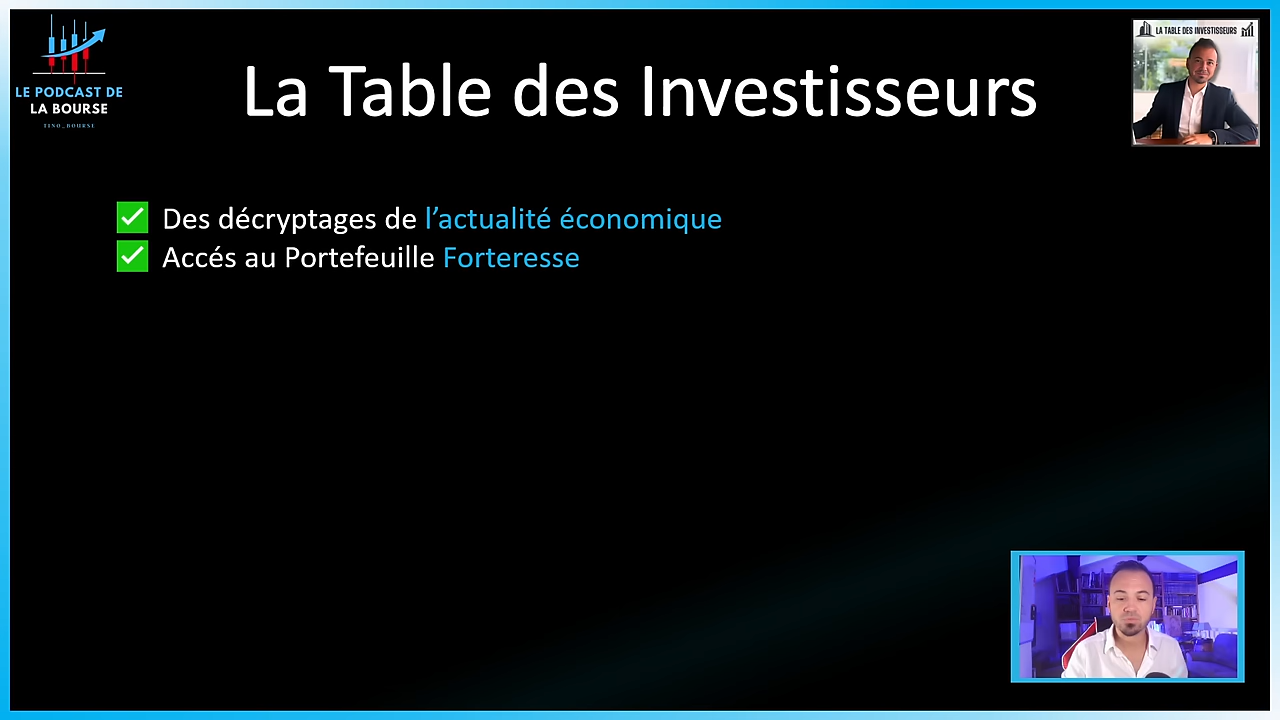 LE PODCAST DE
LA BOURSE
TINO_BOURSE
La Table des Investisseurs
LA TABLE DES INVESTISSEURS
Des décryptages de l’actualité économique
Accés au Portefeuille Forteresse